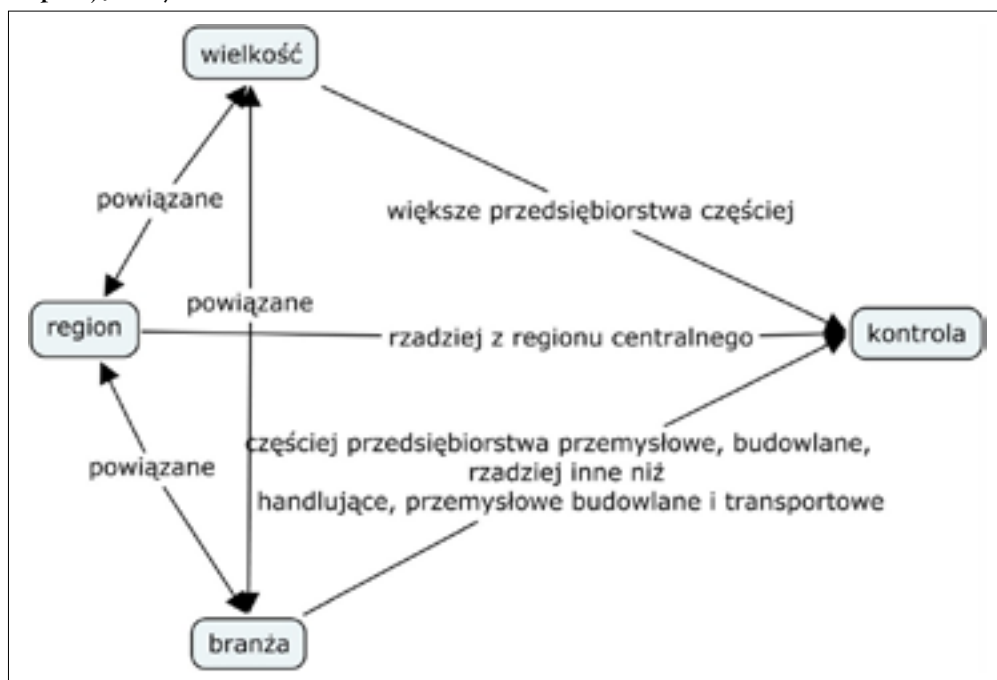 wielkość
powiązane
większe przedsiębiorstwa częściej
region
powiązane
rzadziej z regionu centralnego
kontrola
powiązane
częściej przedsiębiorstwa przemysłowe, budowlane,
rzadziej inne niż
handlujące, przemysłowe budowlane i transportowe
branża